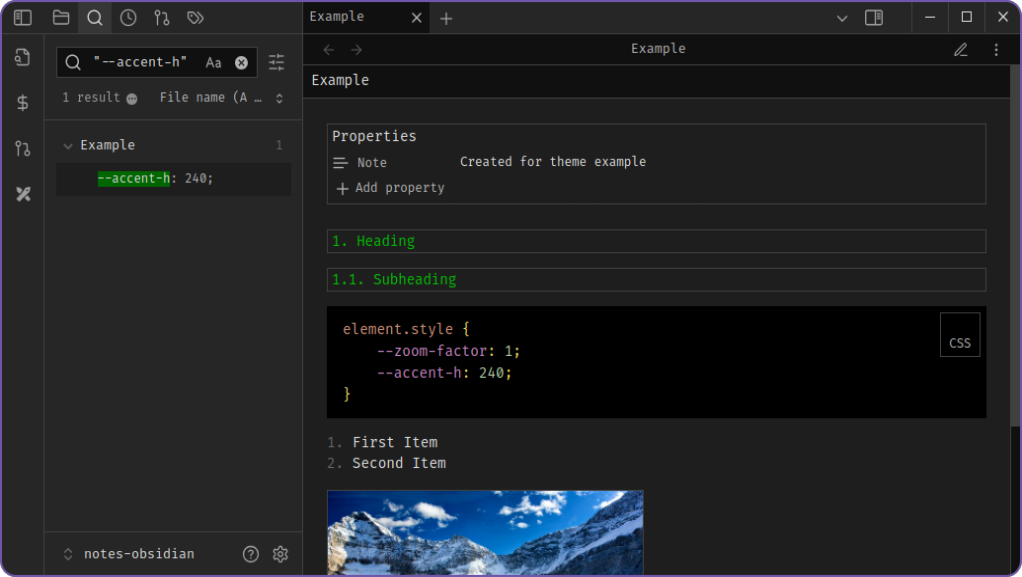 Example
Example
"--accent-h" Aa
1 result File name (A …
Example 1
--accent-h: 240;
notes-obsidian
Example
Properties
Note Created for theme example
Add property
1. Heading
1.1. Subheading
CSS
element.style {
--zoom-factor: 1;
--accent-h: 240;
}
1. First Item
2. Second Item